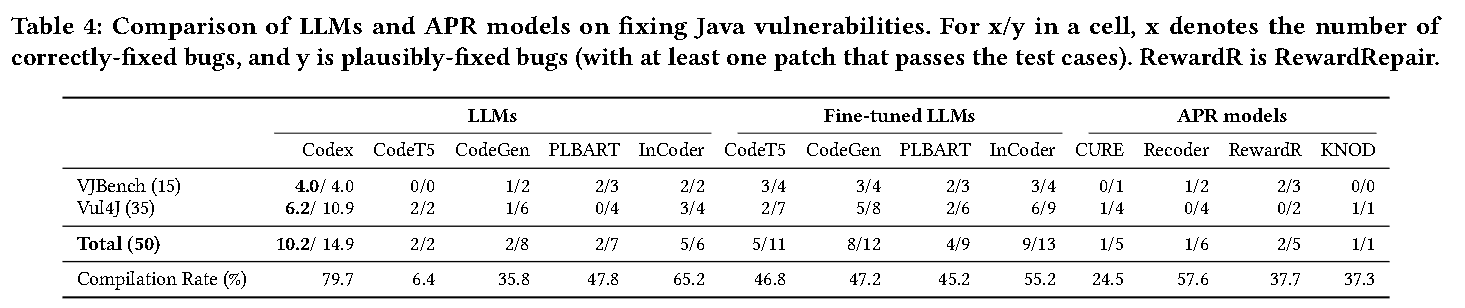 Table 4: Comparison of LLMs and APR models on fixing Java vulnerabilities. For x/y in a cell, x denotes the number of
correctly-fixed bugs, and y is plausibly-fixed bugs (with at least one patch that passes the test cases). RewardR is RewardRepair.
LLMs Fine-tuned LLMs APR models
Codex CodeT5 CodeGen PLBART InCoder CodeT5 CodeGen PLBART InCoder CURE Recoder RewardR KNOD
VJBench (15) 4.0/ 4.0 0/0 1/2 2/3 2/2 3/4 3/4 2/3 3/4 0/1 1/2 2/3 0/0
Vul4J (35) 6.2/ 10.9 2/2 1/6 0/4 3/4 2/7 5/8 2/6 6/9 1/4 0/4 0/2 1/1
Total (50) 10.2/ 14.9 2/2 2/8 2/7 5/6 5/11 8/12 4/9 9/13 1/5 1/6 2/5 1/1
Compilation Rate (%) 79.7 6.4 35.8 47.8 65.2 46.8 47.2 45.2 55.2 24.5 57.6 37.7 37.3